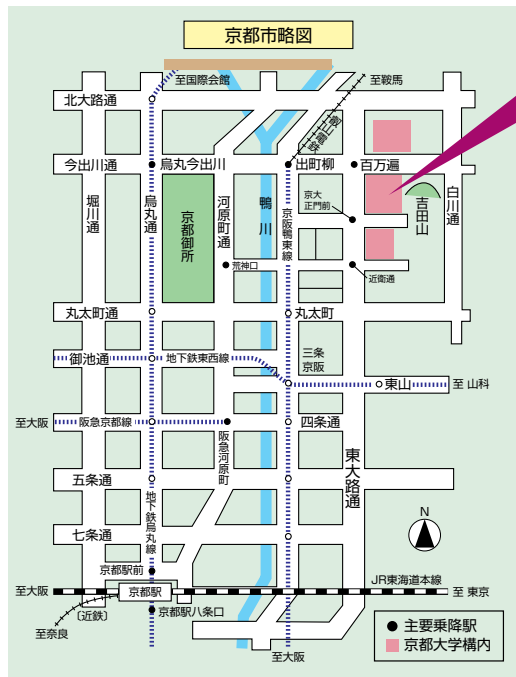 京都市略図
至国際会館
至鞍馬
北大路通
叡山電鉄
今出川通
烏丸今出川
出町柳
百万遍
堀川通
烏丸通
京都御所
河原町通
鴨川
京阪鴨東線
京大
正門前
吉田山
白川通
荒神口
近衛通
丸太町通
丸太町
御池通
地下鉄東西線
三条
京阪
東山
至 山科
至大阪
阪急京都線
四条通
阪急河原町
東大路通
五条通
地下鉄烏丸線
七条通
N
京都駅前
JR東海道本線
至大阪
京都駅
至 東京
〔近鉄〕
京都駅八条口
至奈良
至大阪
主要乗降駅
京都大学構内